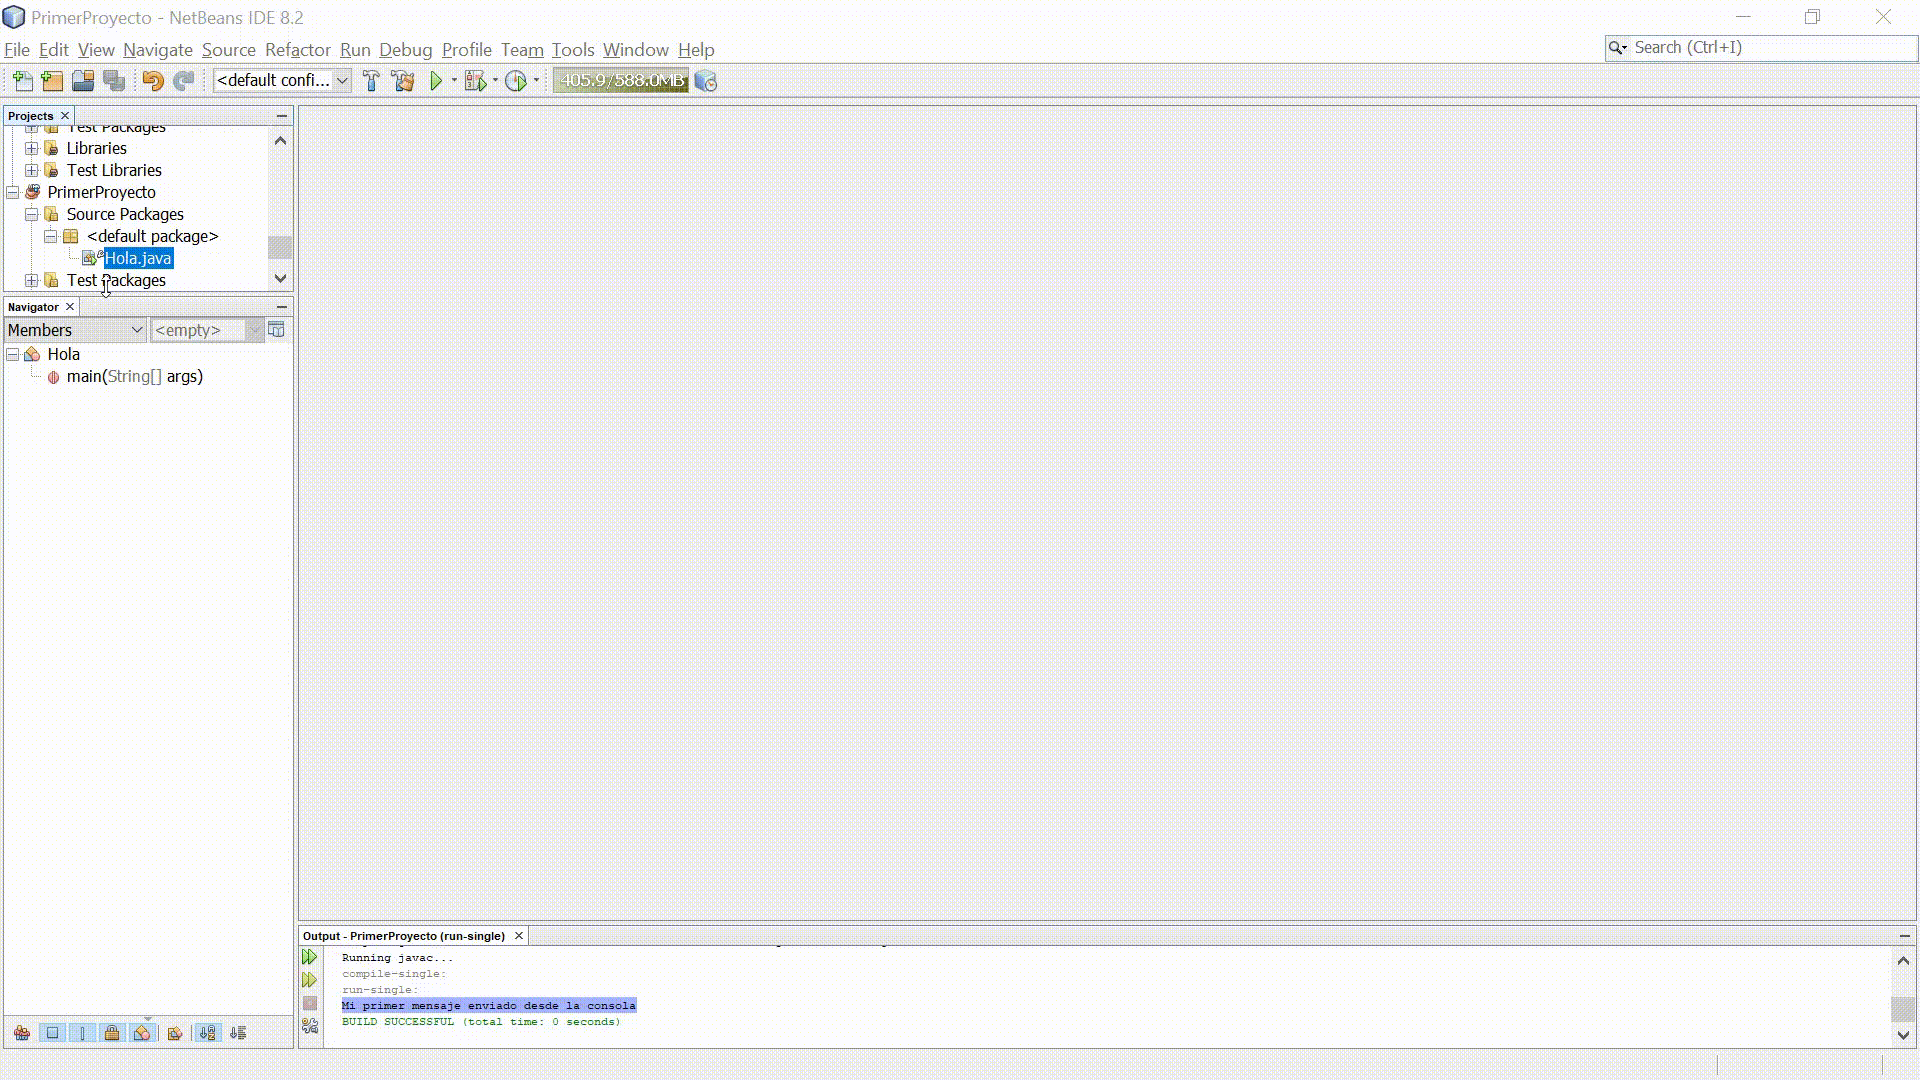 PrimerProyecto - NetBeans IDE 8.2
File Edit View Navigate Source Refactor Run Debug Profile Team Tools Window Help
Search (Ctrl+I)
<default confi...
405.9/588.0MB
Projects
Test Packages
Libraries
Test Libraries
PrimerProyecto
Source Packages
<default package>
Hola.java
Test Packages
Navigator
Members
<empty>
Hola
main(String[] args)
Output - PrimerProyecto (run-single)
Running javac...
compile-single:
run-single:
Mi primer mensaje enviado desde la consola
BUILD SUCCESSFUL (total time: 0 seconds)